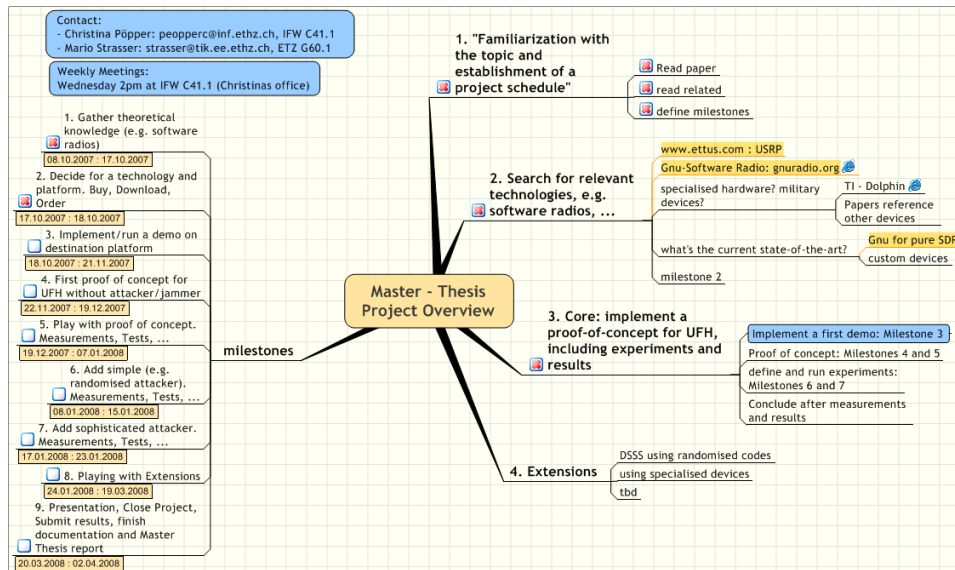 Contact:
- Christina Pöpper: peopperc@inf.ethz.ch, IFW C41.1
- Mario Strasser: strasser@tik.ee.ethz.ch, ETZ G60.1
Weekly Meetings:
Wednesday 2pm at IFW C41.1 (Christinas office)
1. Gather theoretical
knowledge (e.g. software
radios)
08.10.2007 : 17.10.2007
2. Decide for a technology and
platform. Buy, Download,
Order
17.10.2007 : 18.10.2007
3. Implement/run a demo on
destination platform
18.10.2007 : 21.11.2007
4. First proof of concept for
UFH without attacker/jammer
22.11.2007 : 19.12.2007
5. Play with proof of concept.
Measurements, Tests, ...
19.12.2007 : 07.01.2008
6. Add simple (e.g.
randomised attacker).
Measurements, Tests, ...
08.01.2008 : 15.01.2008
7. Add sophisticated attacker.
Measurements, Tests, ...
17.01.2008 : 23.01.2008
8. Playing with Extensions
24.01.2008 : 19.03.2008
9. Presentation, Close Project,
Submit results, finish
documentation and Master
Thesis report
20.03.2008 : 02.04.2008
milestones
Master - Thesis
Project Overview
1. "Familiarization with
the topic and
establishment of a
project schedule"
Read paper
read related
define milestones
2. Search for relevant
technologies, e.g.
software radios, ...
www.ettus.com : USRP
Gnu-Software Radio: gnuradio.org
specialised hardware? military
devices?
TI - Dolphin
Papers reference
other devices
what's the current state-of-the-art?
Gnu for pure SDR
custom devices
milestone 2
3. Core: implement a
proof-of-concept for UFH,
including experiments and
results
Implement a first demo: Milestone 3
Proof of concept: Milestones 4 and 5
define and run experiments:
Milestones 6 and 7
Conclude after measurements
and results
4. Extensions
DSSS using randomised codes
using specialised devices
tbd